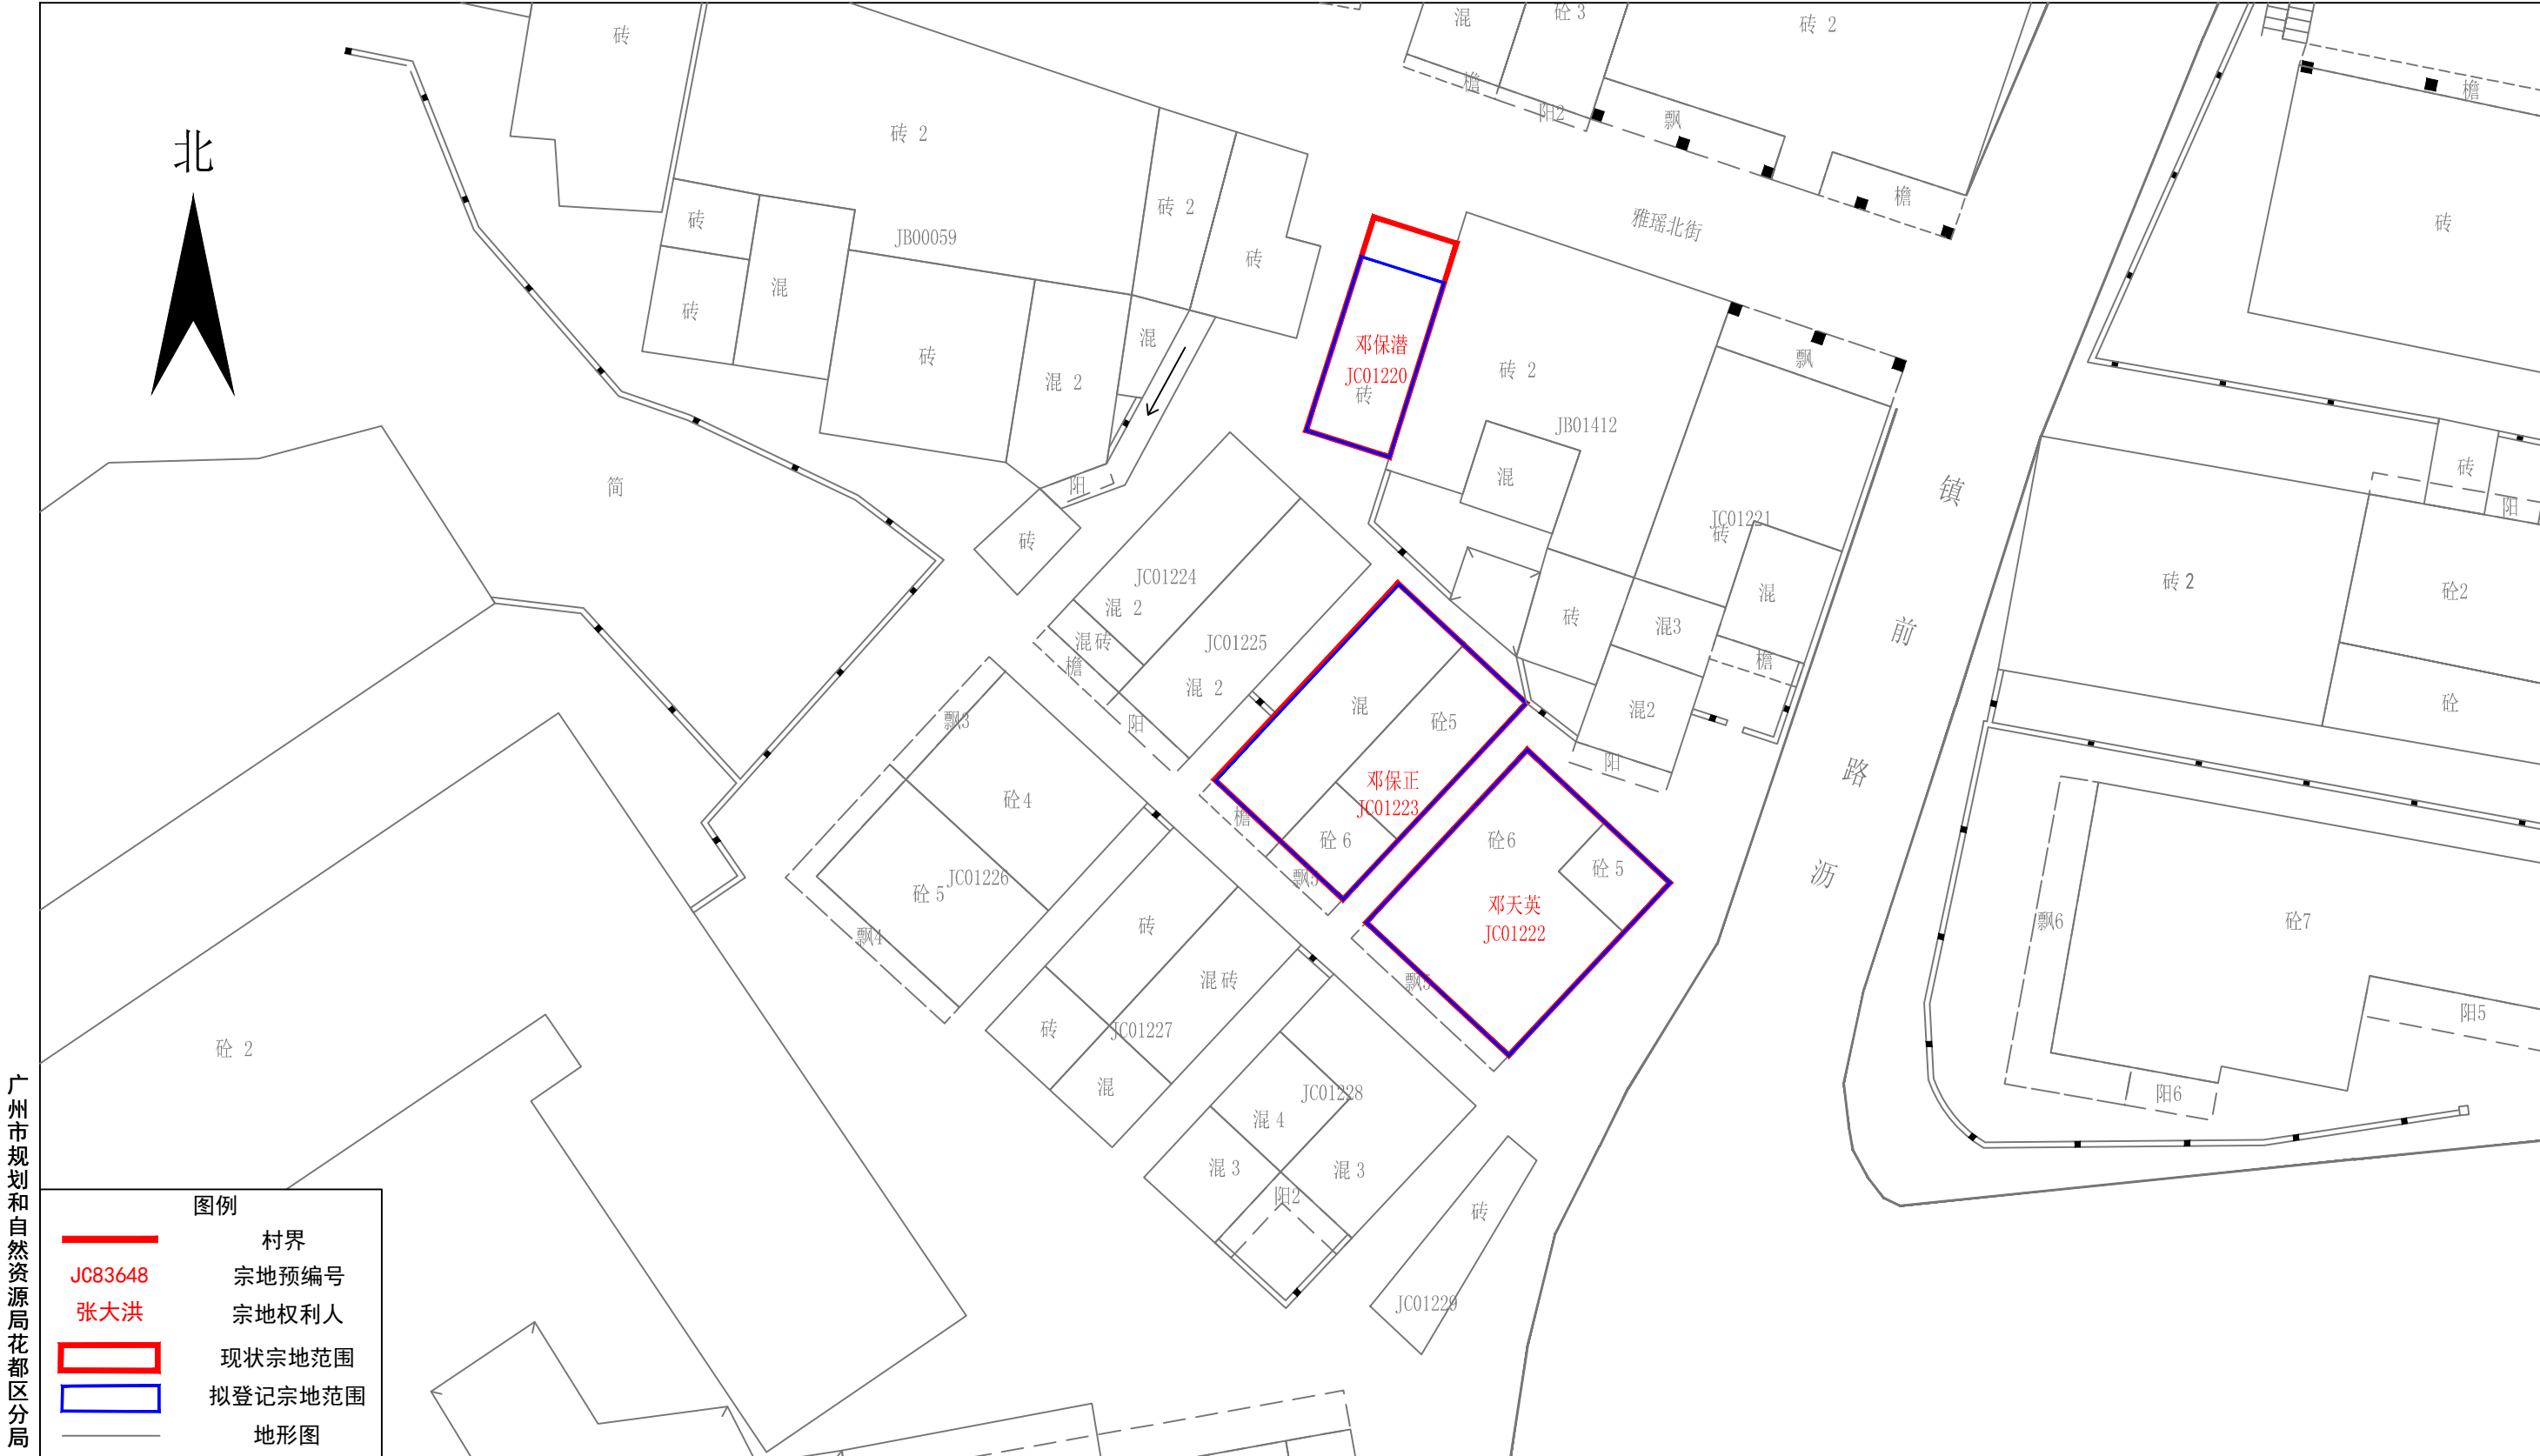 砖
混
砼3
砖 2
檐
阳2
飘
檐
檐
北
砖 2
砖 2
砖
砖
JB00059
砖
混
砖
砖
混 2
混
雅瑶北街
砖
邓保潜
JC01220
砖
砖 2
飘
JB01412
混
JC01221
砖
镇
前
路
沥
砖
阳
简
阳
砖
JC01224
混 2
混砖
檐
JC01225
混 2
阳
混
砼5
邓保正
JC01223
砼6
檐
飘5
砖
混3
混
檐
混2
阳
砖2
砼2
砼
飘3
砼4
砼5
JC01226
飘4
砼6
砼5
邓天英
JC01222
飘5
飘6
砼7
阳5
阳6
砖
混砖
砖
JC01227
混
JC01228
混4
混3
混3
阳2
砖
JC01229
砼 2
广州市规划和自然资源局花都区分局
图例
村界
JC83648 宗地预编号
张大洪 宗地权利人
现状宗地范围
拟登记宗地范围
地形图